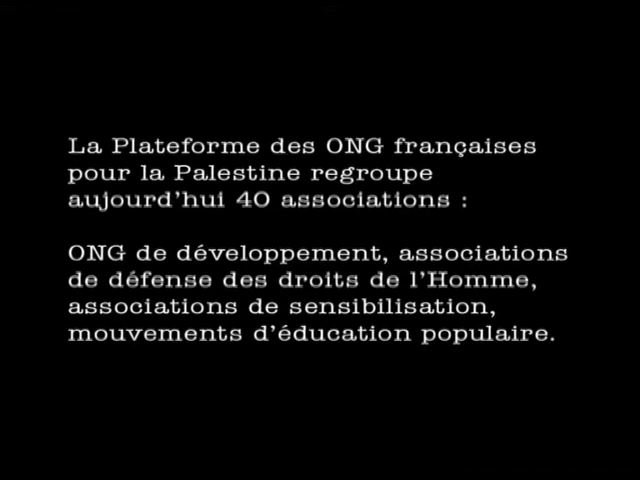 La Plateforme des ONG françaises
pour la Palestine regroupe
aujourd'hui 40 associations :
ONG de développement, associations
de défense des droits de l'Homme,
associations de sensibilisation,
mouvements d'éducation populaire.